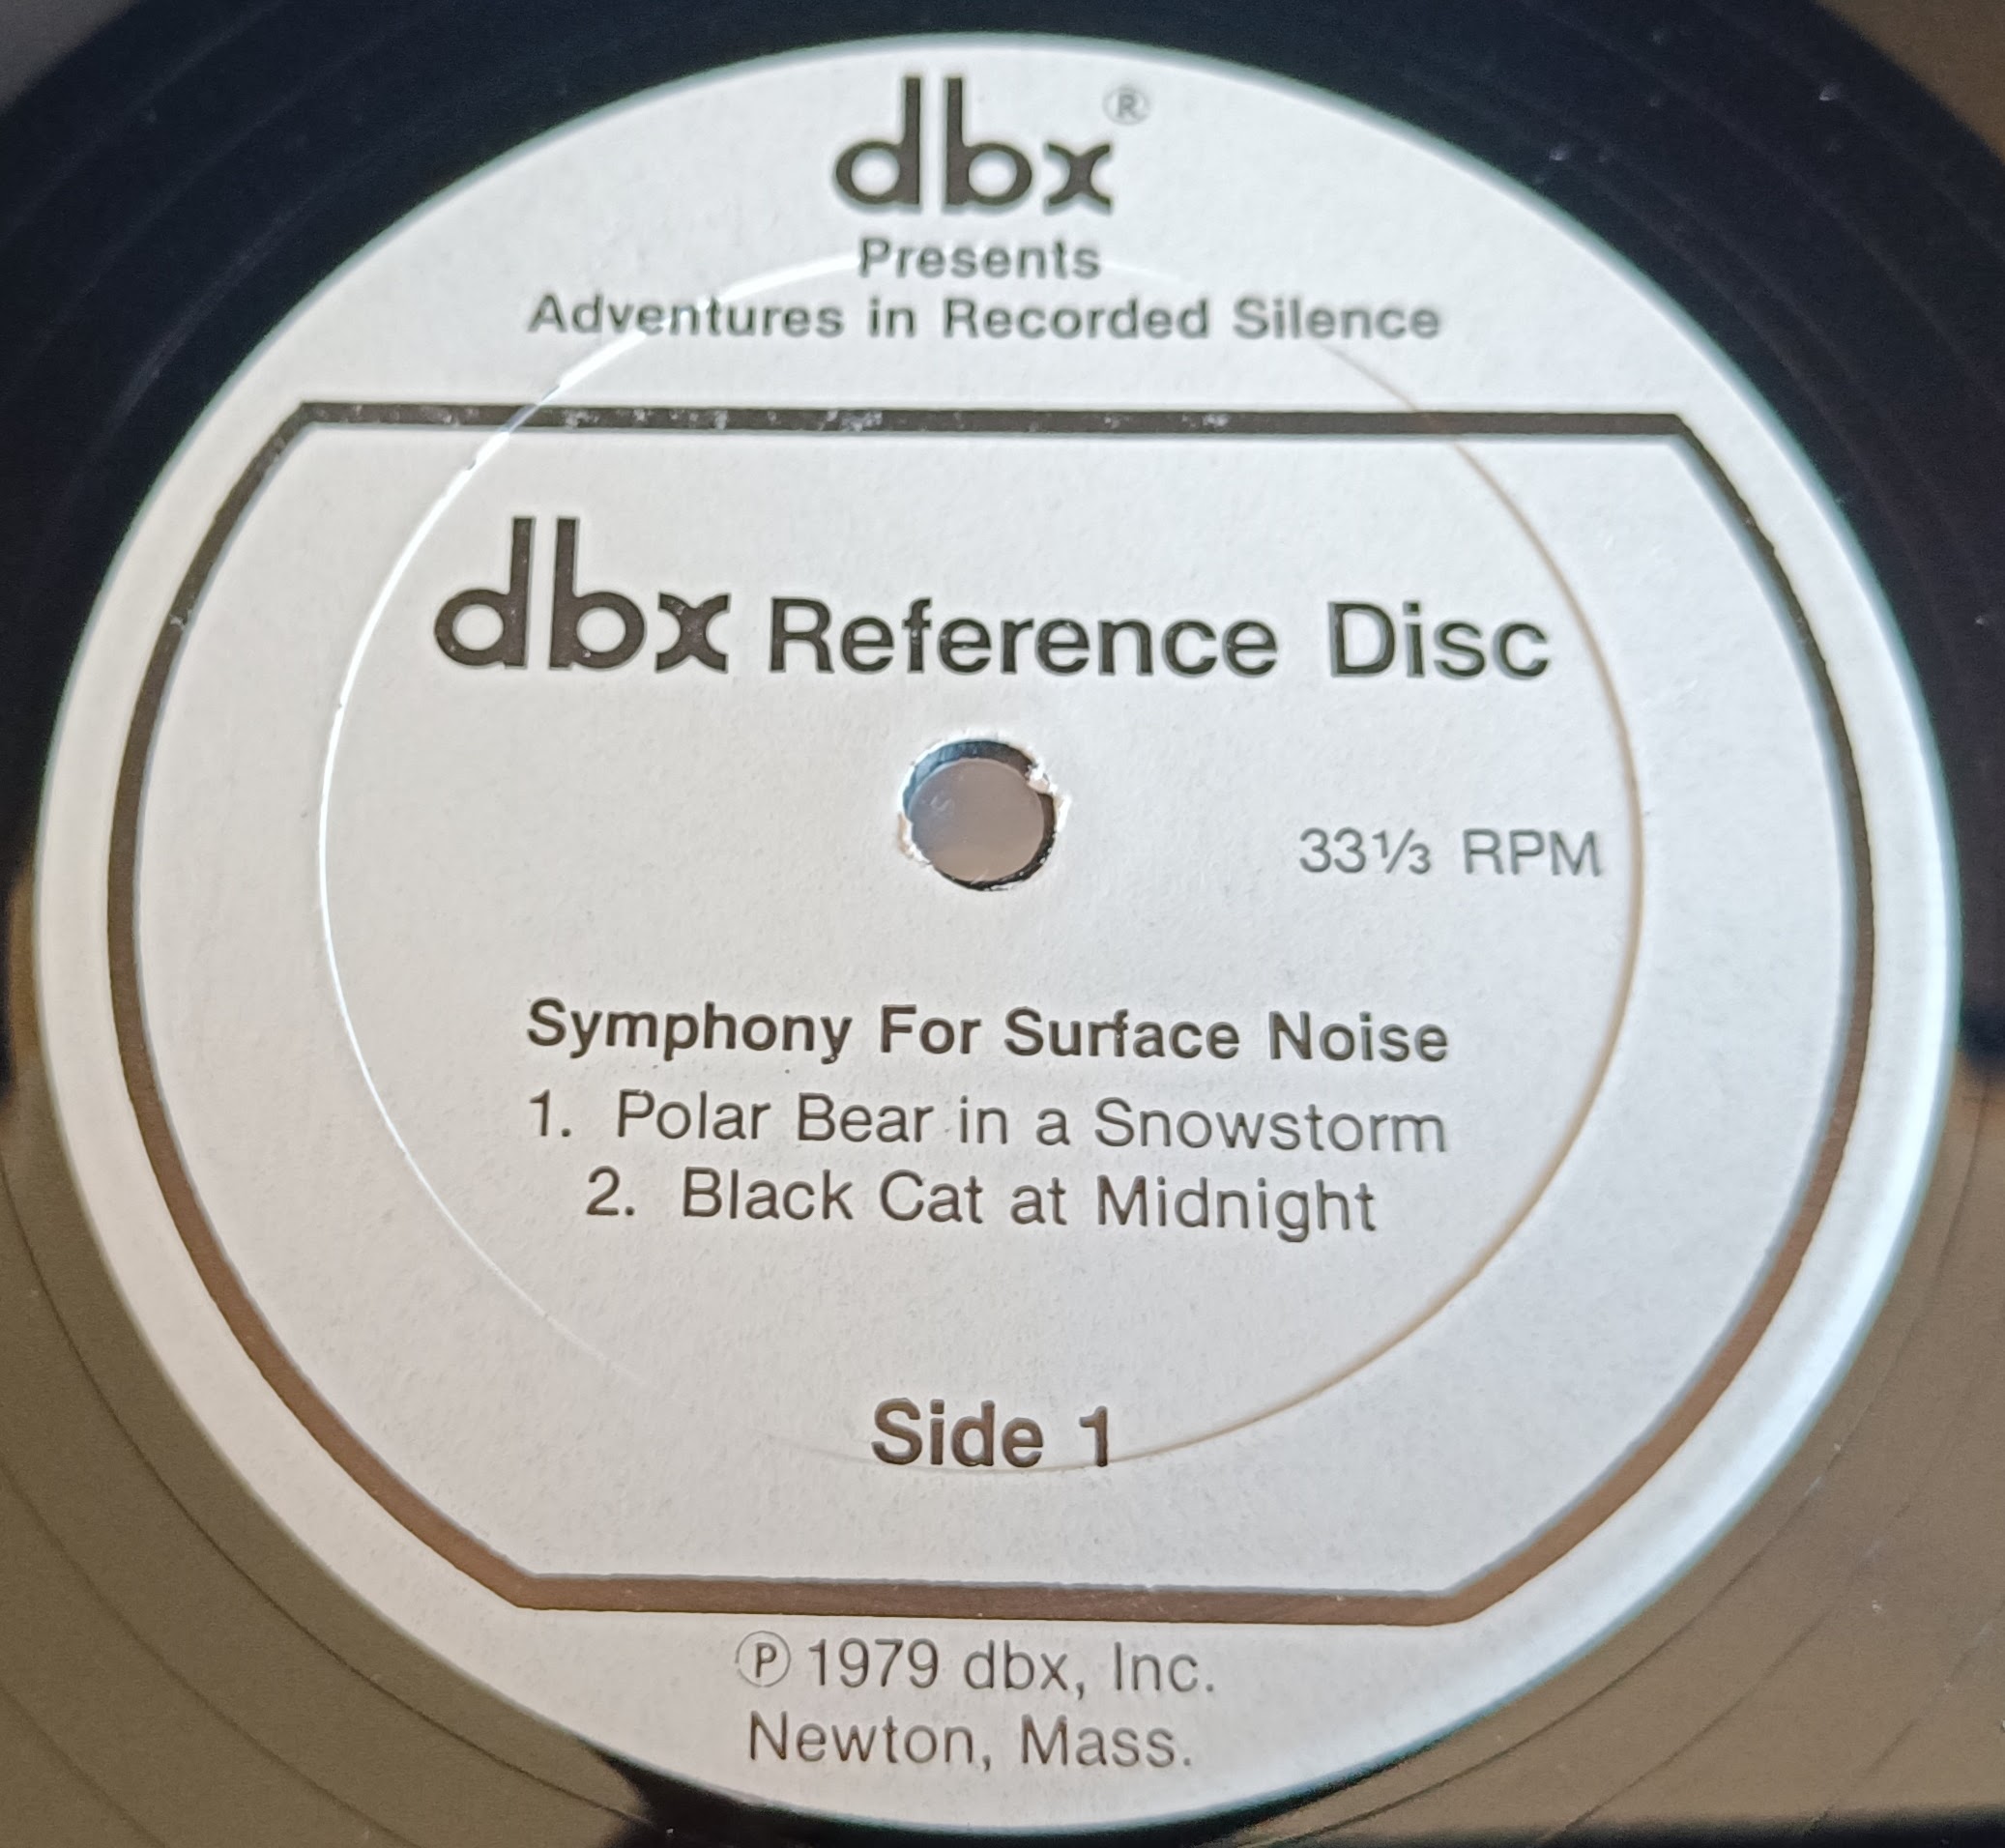 dbx®
Presents
Adventures in Recorded Silence
dbx Reference Disc
33⅓ RPM
Symphony For Surface Noise
1. Polar Bear in a Snowstorm
2. Black Cat at Midnight
Side 1
℗ 1979 dbx, Inc.
Newton, Mass.